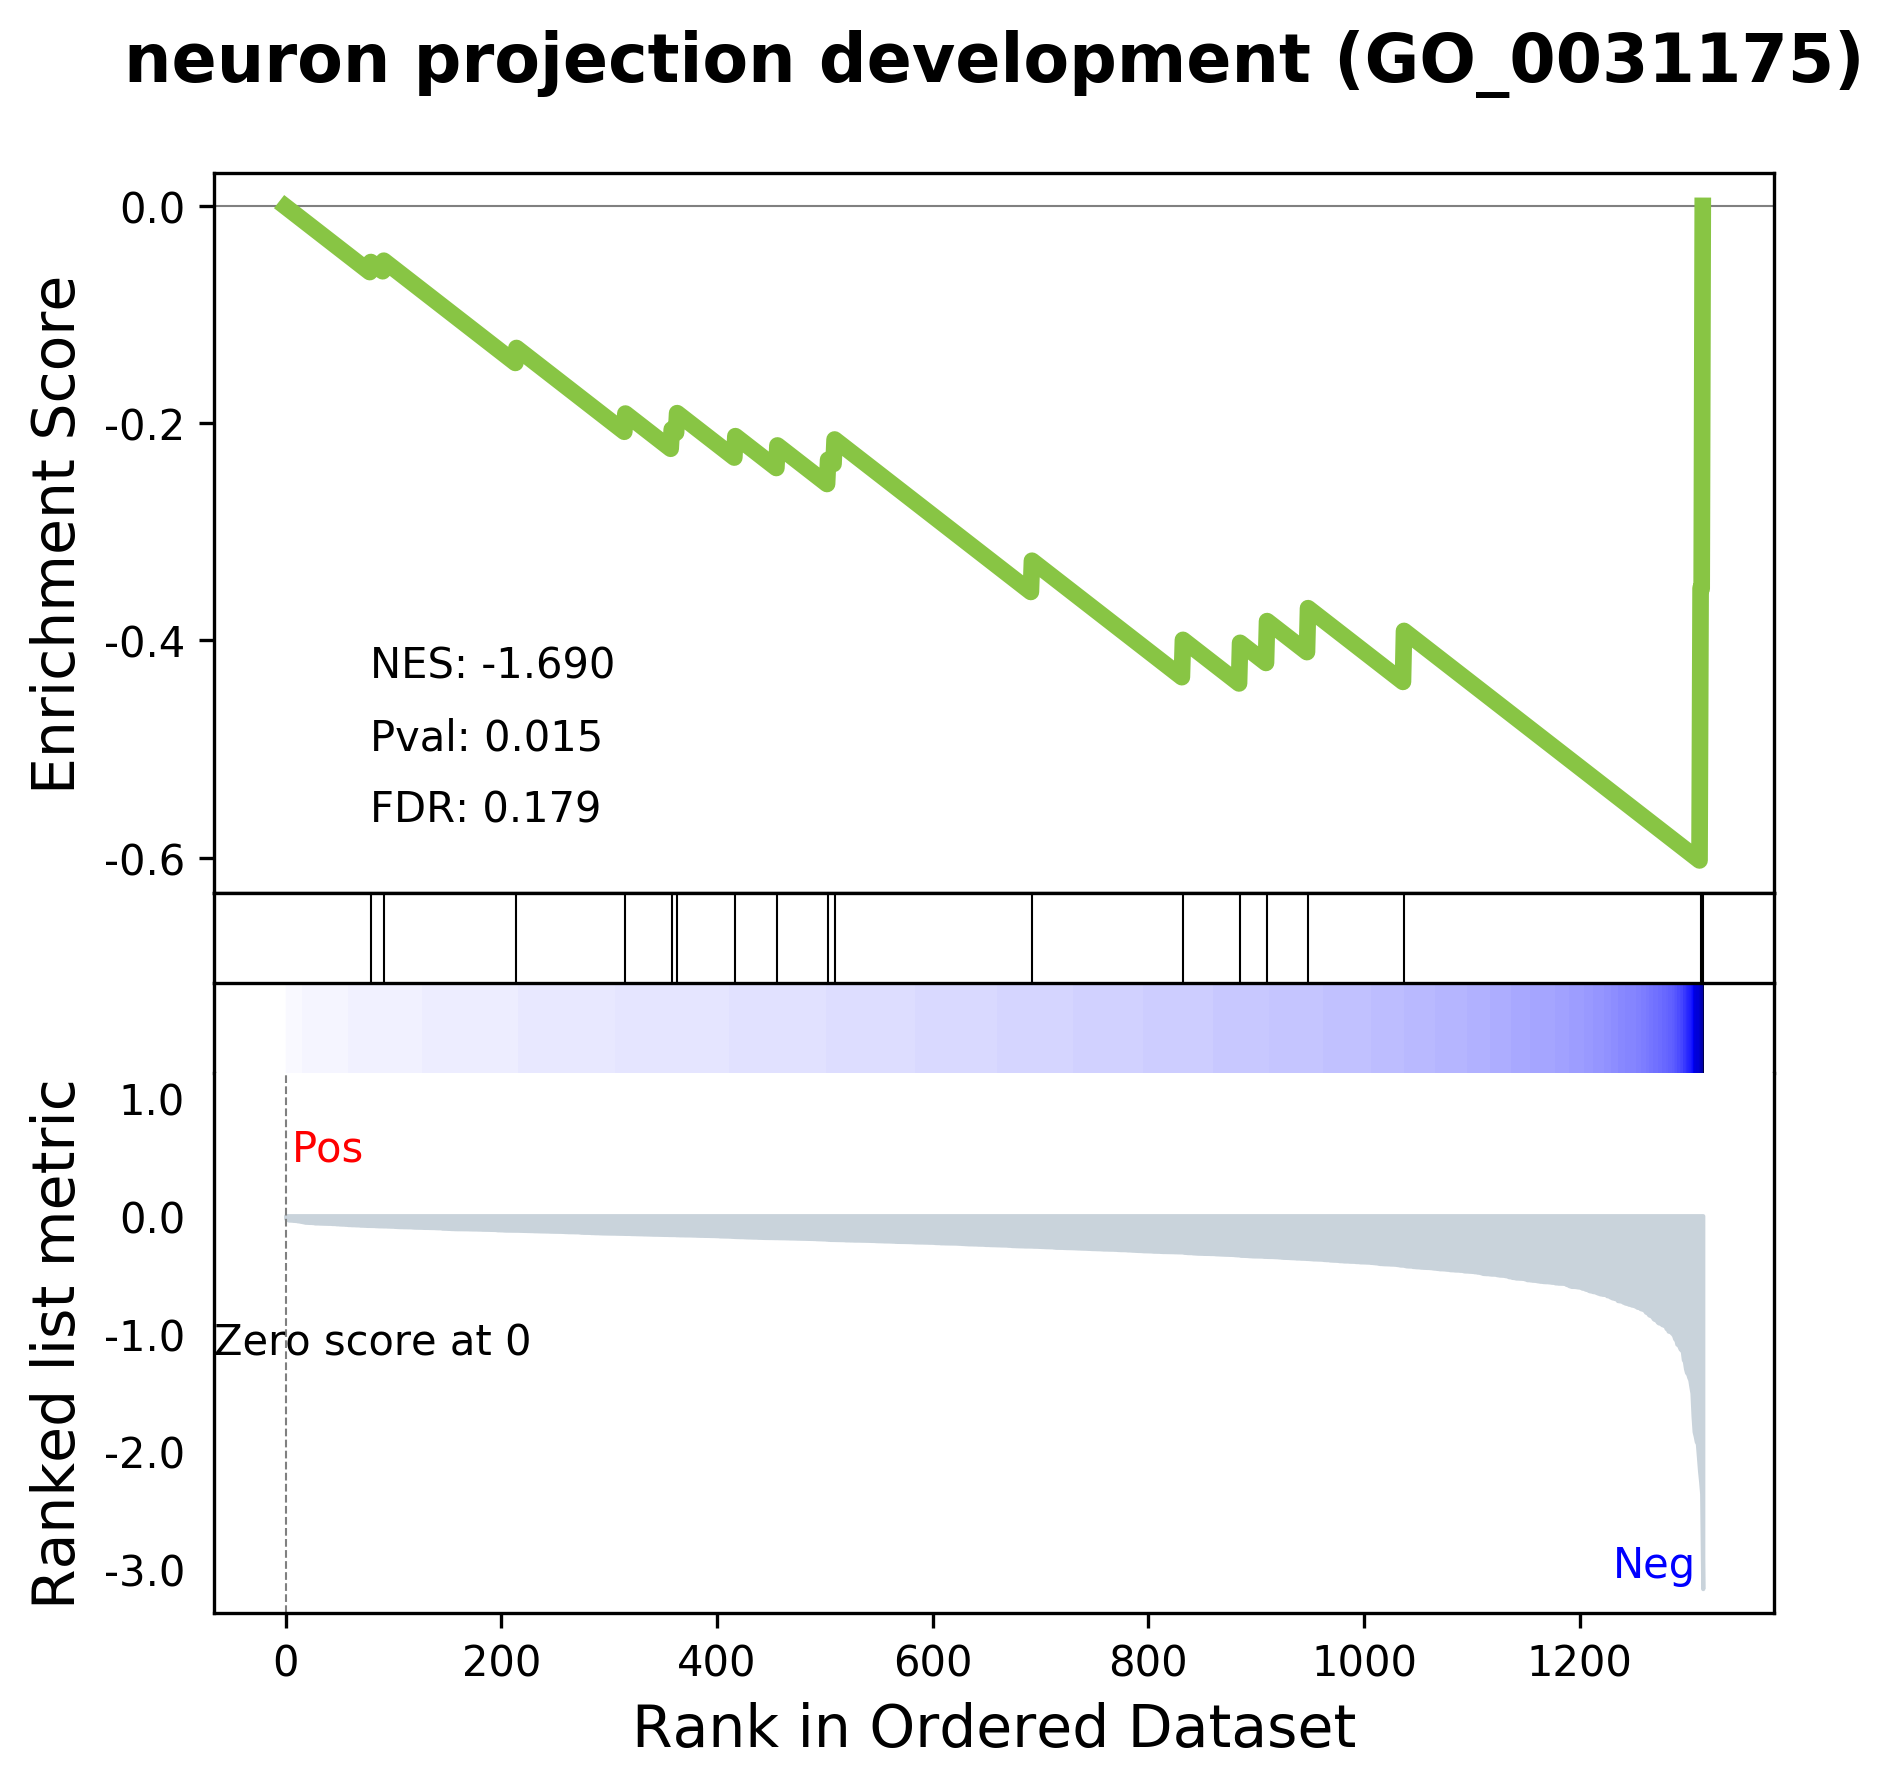 neuron projection development (GO_0031175)
Enrichment Score
0.0
-0.2
-0.4
-0.6
NES: -1.690
Pval: 0.015
FDR: 0.179
Ranked list metric
1.0
0.0
-1.0
-2.0
-3.0
Pos
Zero score at 0
Neg
0 200 400 600 800 1000 1200
Rank in Ordered Dataset